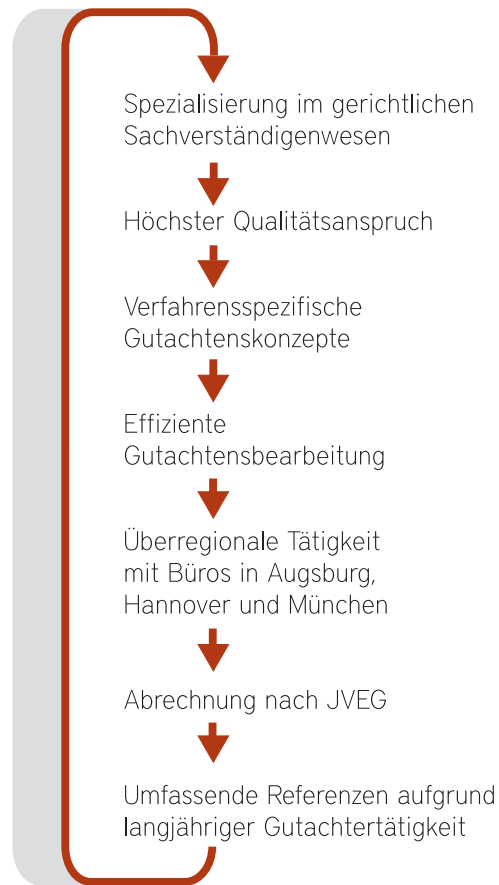 Spezialisierung im gerichtlichen
Sachverständigenwesen
Höchster Qualitätsanspruch
Verfahrensspezifische
Gutachtenskonzepte
Effiziente
Gutachtensbearbeitung
Überregionale Tätigkeit
mit Büros in Augsburg,
Hannover und München
Abrechnung nach JVEG
Umfassende Referenzen aufgrund
langjähriger Gutachtertätigkeit